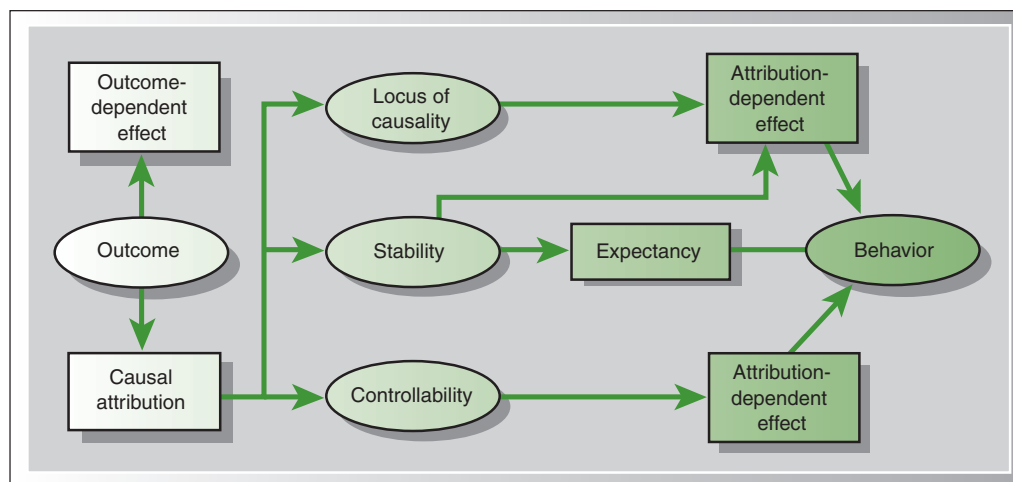 Outcome-
dependent
effect
Outcome
Causal
attribution
Locus of
causality
Stability
Controllability
Expectancy
Attribution-
dependent
effect
Behavior
Attribution-
dependent
effect